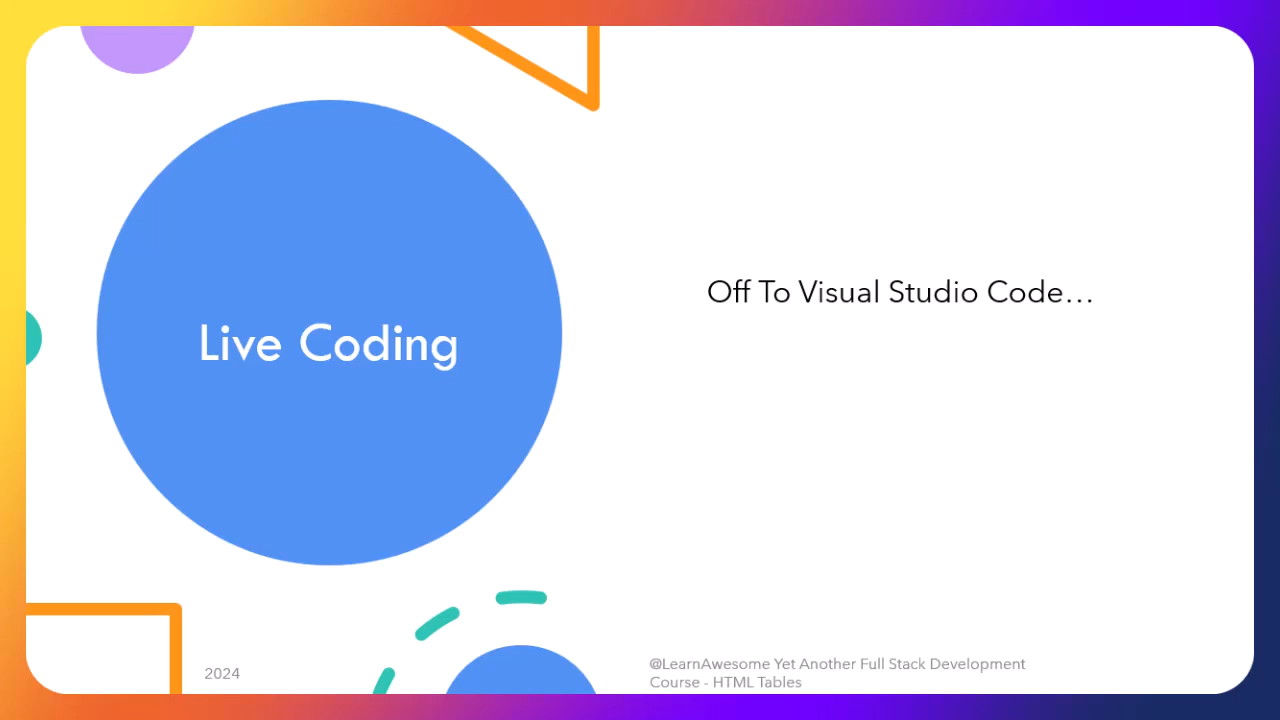 Live Coding
Off To Visual Studio Code…
2024
@LearnAwesome Yet Another Full Stack Development
Course - HTML Tables